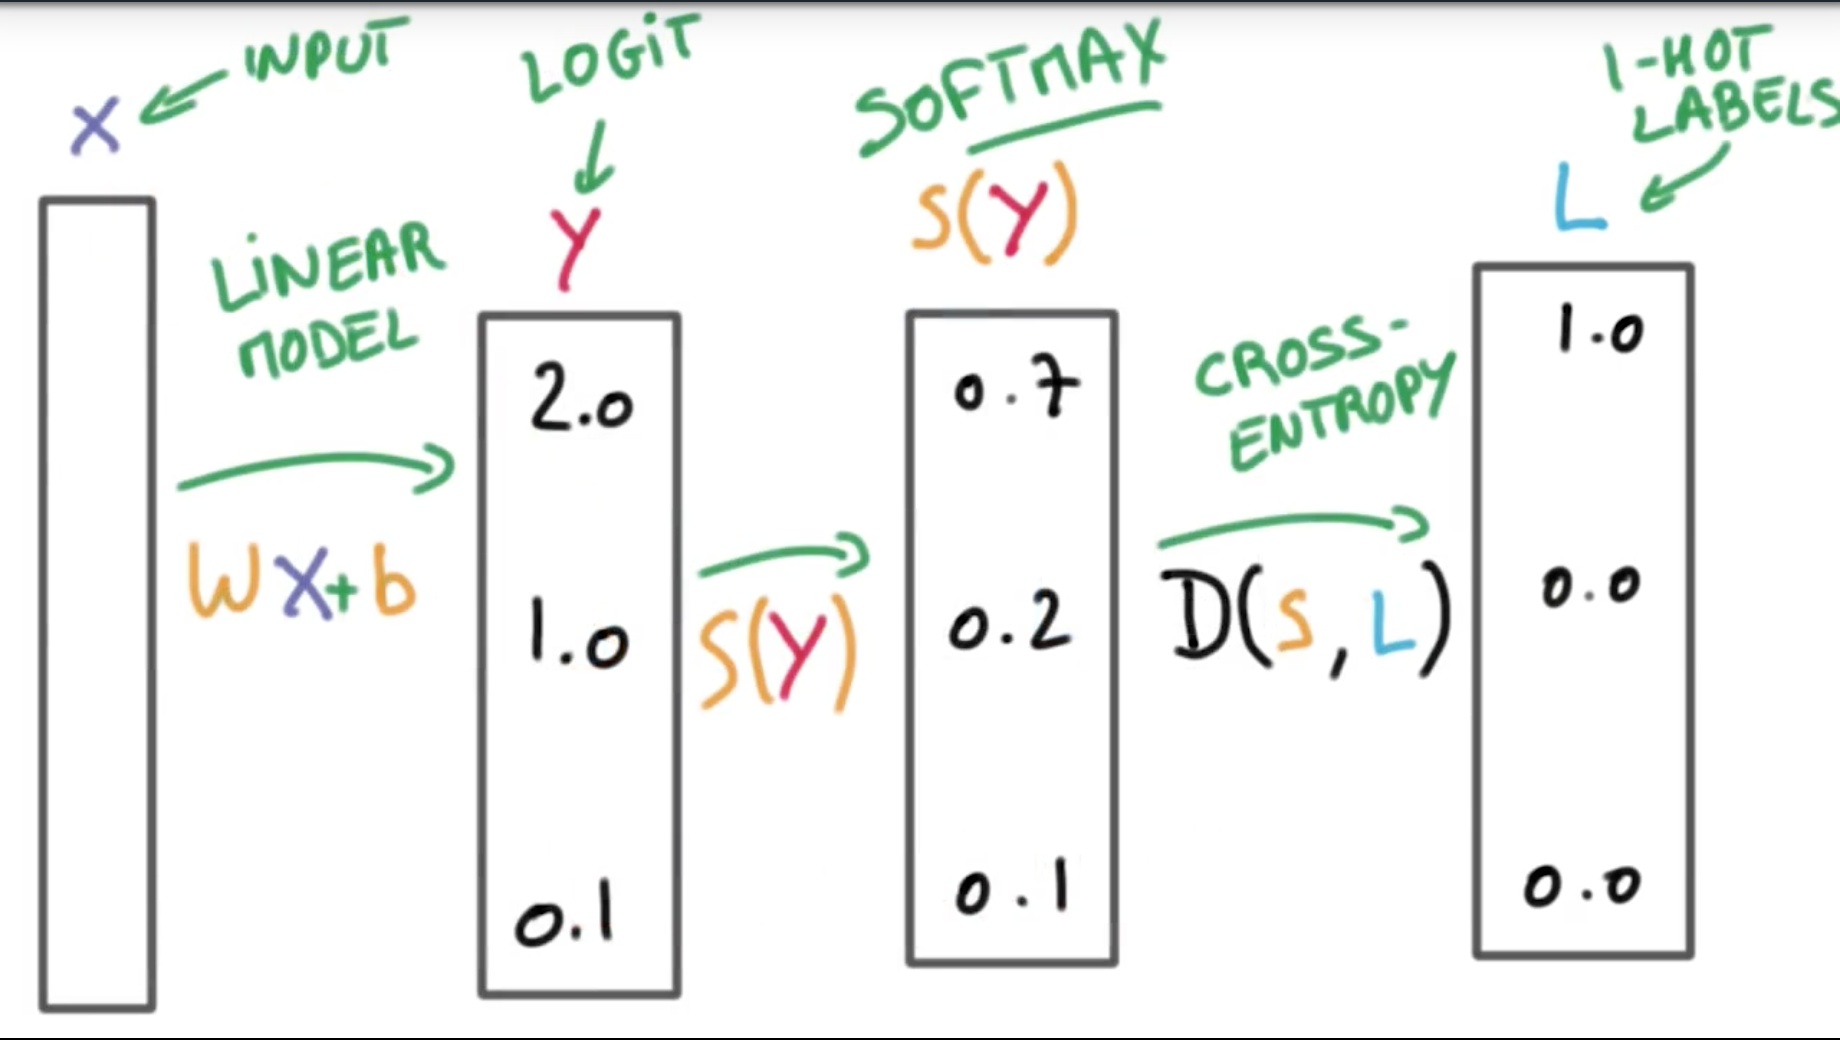 X
INPUT
LINEAR
MODEL
WX+b
LOGIT
Y
2.0
1.0
0.1
S(Y)
SOFTMAX
S(Y)
0.7
0.2
0.1
CROSS-
ENTROPY
D(S,L)
1-HOT
LABELS
L
1.0
0.0
0.0